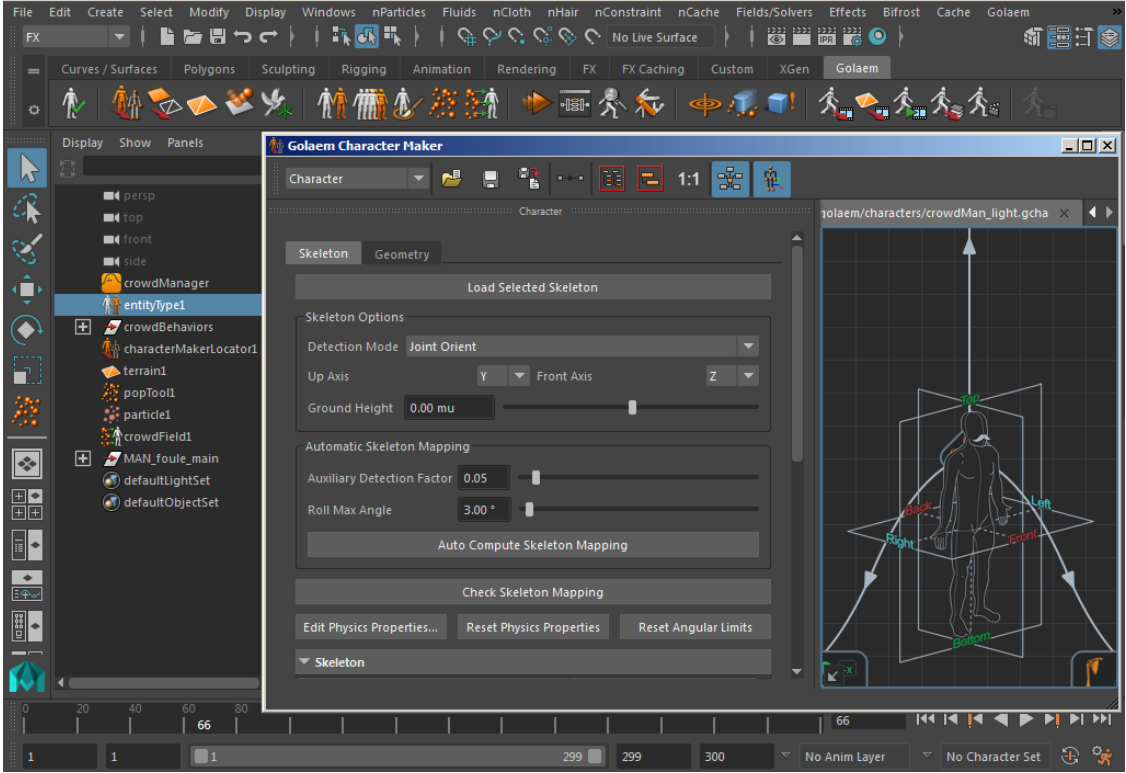 File Edit Create Select Modify Display Windows nParticles Fluids nCloth nHair nConstraint nCache Fields/Solvers Effects Bifrost Cache Golaem »
FX No Live Surface IPR
Curves / Surfaces Polygons Sculpting Rigging Animation Rendering FX FX Caching Custom XGen Golaem
Display Show Panels
persp
top
front
side
crowdManager
entityType1
crowdBehaviors
characterMakerLocator1
terrain1
popTool1
particle1
crowdField1
MAN_foule_main
defaultLightSet
defaultObjectSet
Golaem Character Maker
Character 1:1
Character
golaem/characters/crowdMan_light.gcha
Skeleton Geometry
Load Selected Skeleton
Skeleton Options
Detection Mode Joint Orient
Up Axis Y Front Axis Z
Ground Height 0.00 mu
Automatic Skeleton Mapping
Auxiliary Detection Factor 0.05
Roll Max Angle 3.00 °
Auto Compute Skeleton Mapping
Check Skeleton Mapping
Edit Physics Properties... Reset Physics Properties Reset Angular Limits
Skeleton
Top
Back
Left
Right
Front
Bottom
-X
0 20 40 60 80
66 66
1 1 1 299 299 300 No Anim Layer No Character Set